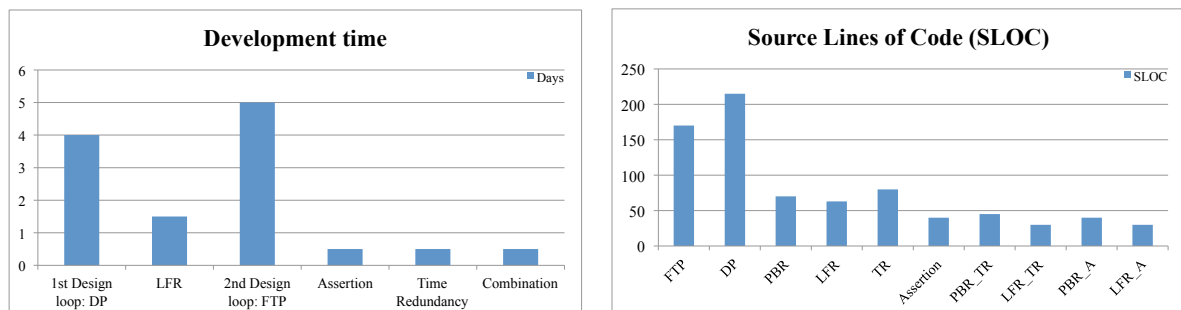 Development time
Days
6
5
4
3
2
1
0
1st Design
loop: DP
LFR
2nd Design
loop: FTP
Assertion
Time
Redundancy
Combination
Source Lines of Code (SLOC)
SLOC
250
200
150
100
50
0
FTP
DP
PBR
LFR
TR
Assertion
PBR_TR
LFR_TR
PBR_A
LFR_A